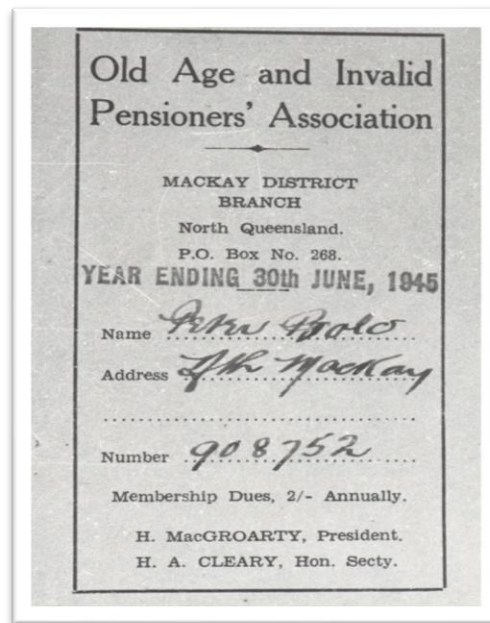 Old Age and Invalid
Pensioners' Association
MACKAY DISTRICT
BRANCH
North Queensland.
P.O. Box No. 268.
YEAR ENDING 30th JUNE, 1945
Name Peter
Address Mackay
Number 908752
Membership Dues, 2/- Annually.
H. MacGROARTY, President.
H. A. CLEARY, Hon. Secty.